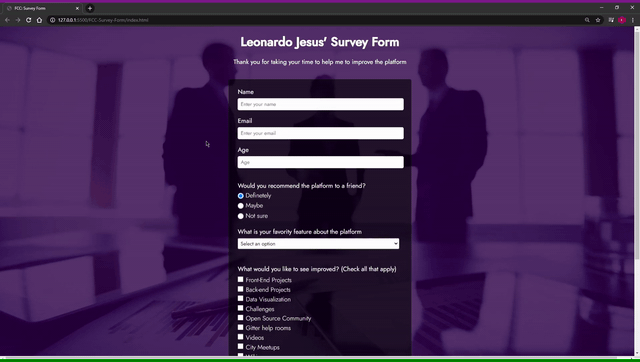 FCC: Survey Form
127.0.0.1:5500/FCC-Survey-Form/index.html
Leonardo Jesus' Survey Form
Thank you for taking your time to help me to improve the platform
Name
Enter your name
Email
Enter your email
Age
Age
Would you recommend the platform to a friend?
Definetely
Maybe
Not sure
What is your favorite feature about the platform
Select an option
What would you like to see improved? (Check all that apply)
Front-End Projects
Back-end Projects
Data Visualization
Challenges
Open Source Community
Gitter help rooms
Videos
City Meetups